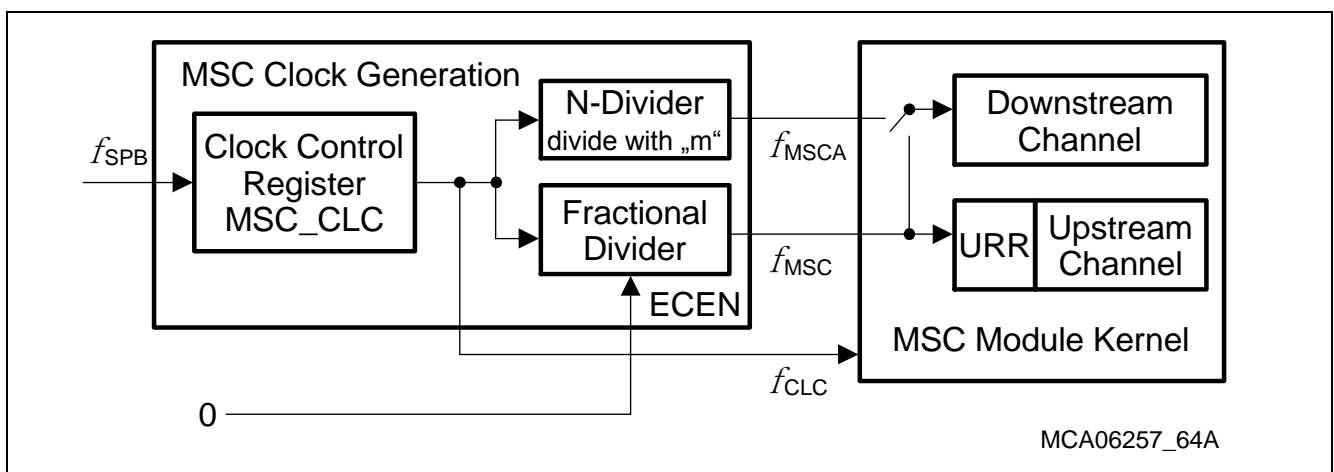 MSC Clock Generation
fSPB
Clock Control
Register
MSC_CLC
N-Divider
divide with „m“
Fractional
Divider
ECEN
0
fMSCA
fMSC
fCLC
Downstream
Channel
URR
Upstream
Channel
MSC Module Kernel
MCA06257_64A